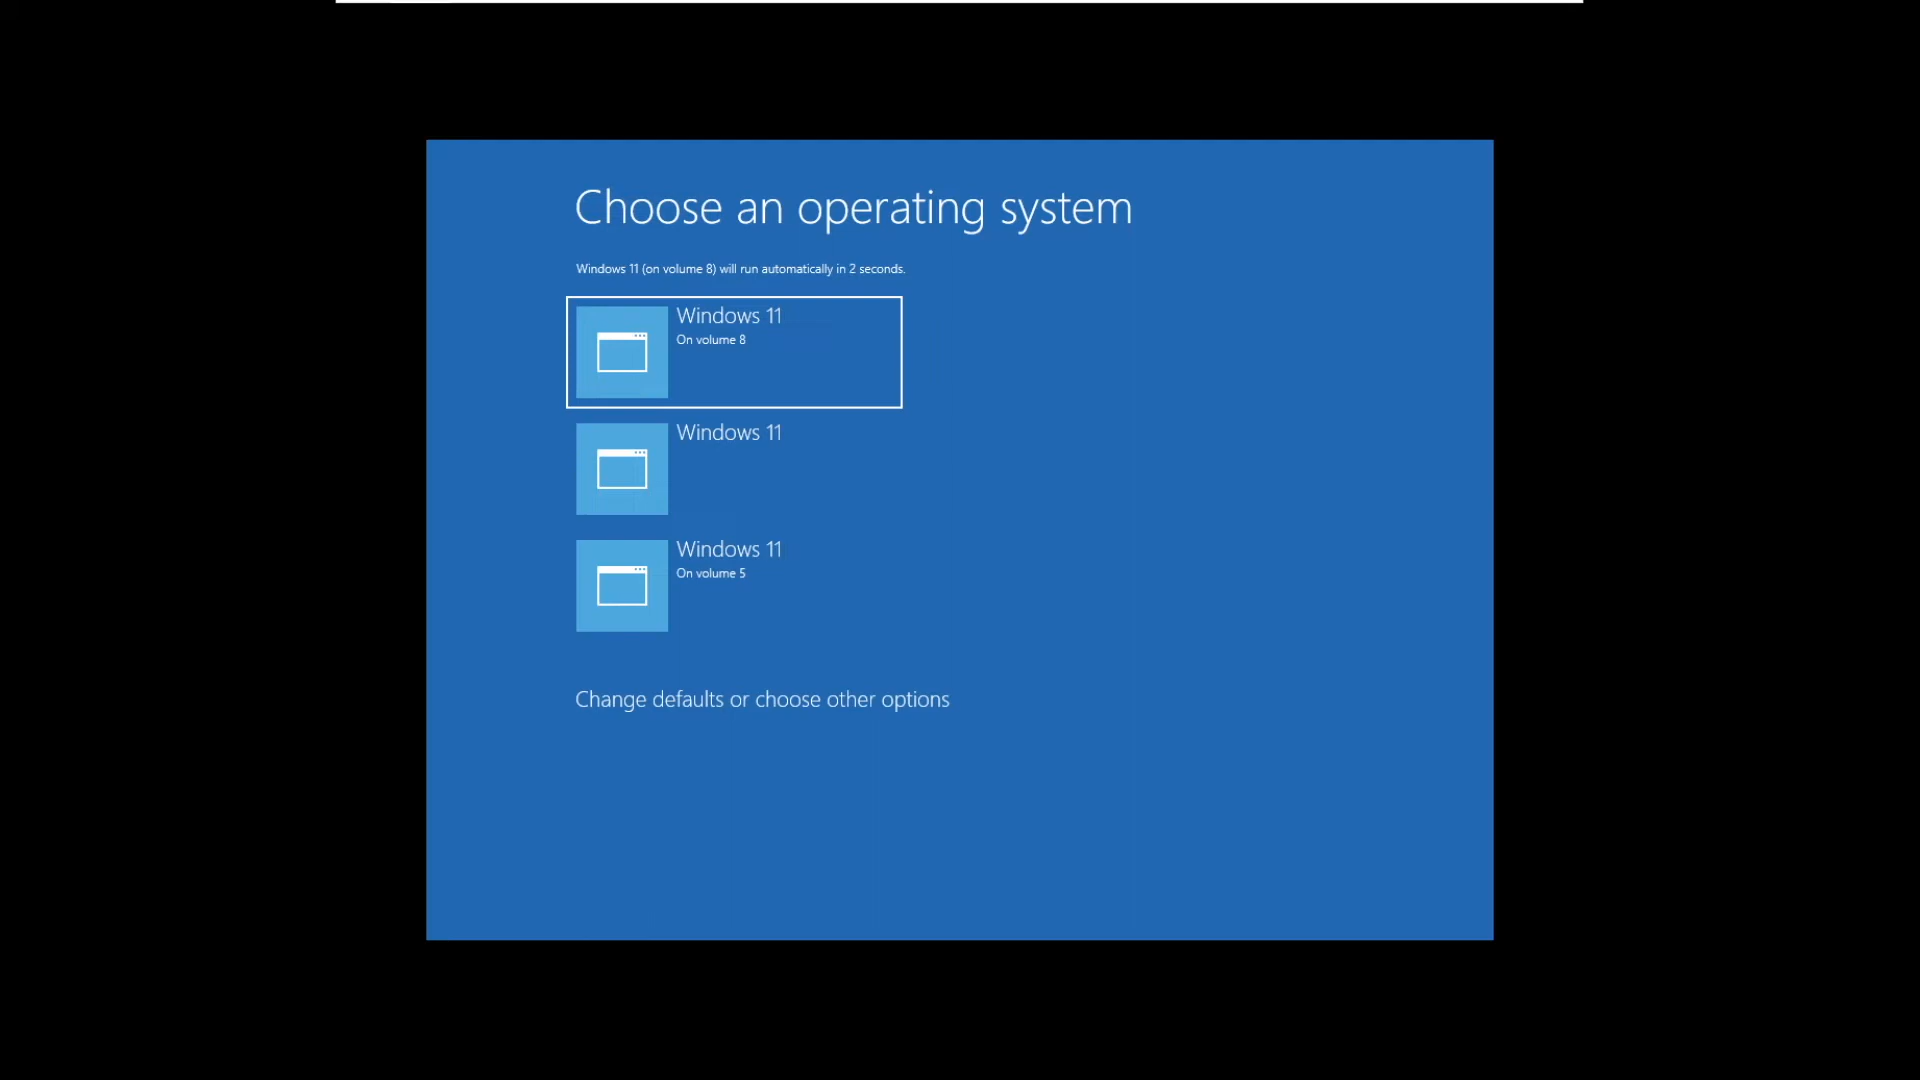 Choose an operating system
Windows 11 (on volume 8) will run automatically in 2 seconds.
Windows 11
On volume 8
Windows 11
Windows 11
On volume 5
Change defaults or choose other options